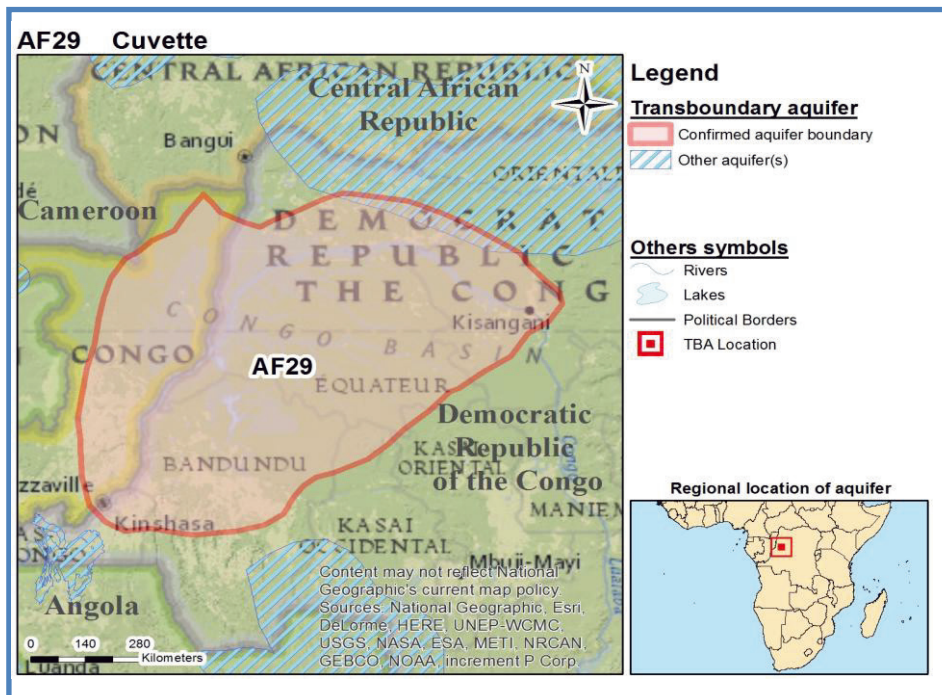 AF29 Cuvette
CENTRAL AFRICAN REPUBLIC
Central African
Republic
N
ON
Bangui
ORIENTALE
dé
Cameroon
DEMOCRAT
REPUBLIC
THE CONG
CONGO
BASIN
Kisangani
CONGO
AF29
ÉQUATEUR
Democratic
Republic
of the Congo
KASAI
ORIENTAL
BANDUNDU
zzaville
Kinshasa
MANIEM
KASAI
OCCIDENTAL
Mbuji-Mayi
Angola
Luanda
0 140 280
Kilometers
Content may not reflect National
Geographic's current map policy.
Sources: National Geographic, Esri,
DeLorme, HERE, UNEP-WCMC,
USGS, NASA, ESA, METI, NRCAN,
GEBCO, NOAA, increment P Corp
Legend
Transboundary aquifer
Confirmed aquifer boundary
Other aquifer(s)
Others symbols
Rivers
Lakes
Political Borders
TBA Location
Regional location of aquifer